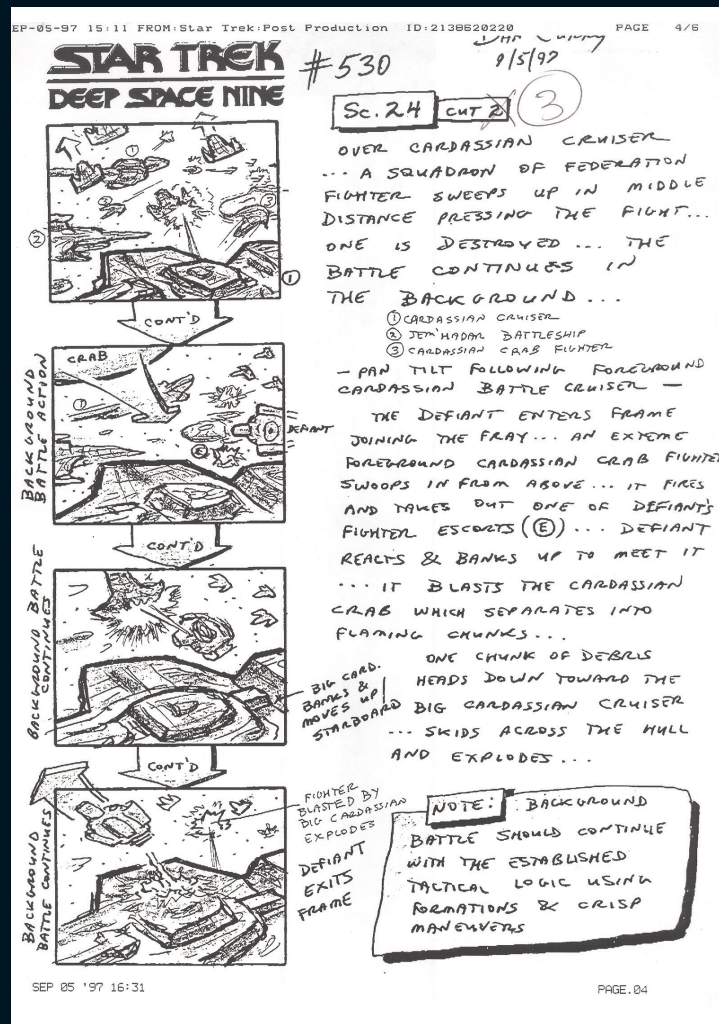 EP-05-97 15:11 FROM:Star Trek:Post Production ID:2138620220 PAGE 4/6
STAR TREK
DEEP SPACE NINE
#530
9/5/97
Sc. 24 CUT 2 3
OVER CARDASSIAN CRUISER
... A SQUADRON OF FEDERATION
FIGHTER SWEEPS UP IN MIDDLE
DISTANCE PRESSING THE FIGHT...
ONE IS DESTROYED ... THE
BATTLE CONTINUES IN
THE BACKGROUND...
① CARDASSIAN CRUISER
② JEM'HADAR BATTLESHIP
③ CARDASSIAN CRAB FIGHTER
— PAN TILT FOLLOWING FOREGROUND
CARDASSIAN BATTLE CRUISER —
THE DEFIANT ENTERS FRAME
JOINING THE FRAY... AN EXTEME
FOREGROUND CARDASSIAN CRAB FIGHTER
SWOOPS IN FROM ABOVE... IT FIRES
AND TAKES OUT ONE OF DEFIANT'S
FIGHTER ESCORTS (Ⓔ)... DEFIANT
REACTS & BANKS UP TO MEET IT
... IT BLASTS THE CARDASSIAN
CRAB WHICH SEPARATES INTO
FLAMING CHUNKS...
ONE CHUNK OF DEBRIS
HEADS DOWN TOWARD THE
BIG CARDASSIAN CRUISER
... SKIDS ACROSS THE HULL
AND EXPLODES...
NOTE: BACKGROUND
BATTLE SHOULD CONTINUE
WITH THE ESTABLISHED
TACTICAL LOGIC USING
FORMATIONS & CRISP
MANEUVERS
①
②
③
①
CONT'D
BACKGROUND
BATTLE ACTION
CRAB
①
Ⓔ
DEFIANT
CONT'D
BACKGROUND BATTLE
CONTINUES
BIG CARD.
BANKS &
MOVES UP/
STARBOARD
CONT'D
BACKGROUND
BATTLE CONTINUES
FIGHTER
BLASTED BY
BIG CARDASSIAN
EXPLODES
DEFIANT
EXITS
FRAME
SEP 05 '97 16:31 PAGE.04